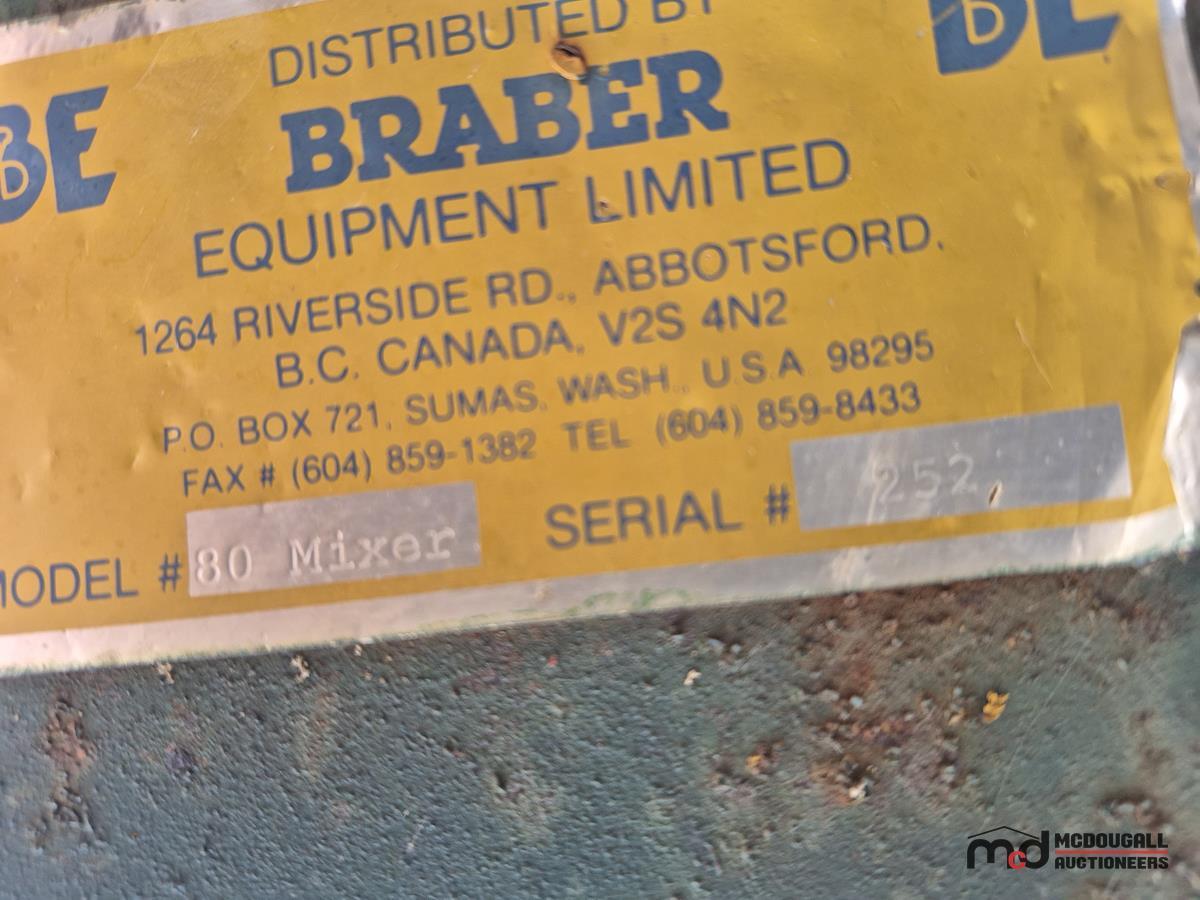 DISTRIBUTED BY
BE
BRABER
BE
EQUIPMENT LIMITED
1264 RIVERSIDE RD., ABBOTSFORD,
B.C. CANADA, V2S 4N2
P.O. BOX 721, SUMAS, WASH., U.S.A. 98295
FAX # (604) 859-1382 TEL (604) 859-8433
MODEL # 80 Mixer SERIAL # 252
mcd MCDOUGALL
AUCTIONEERS